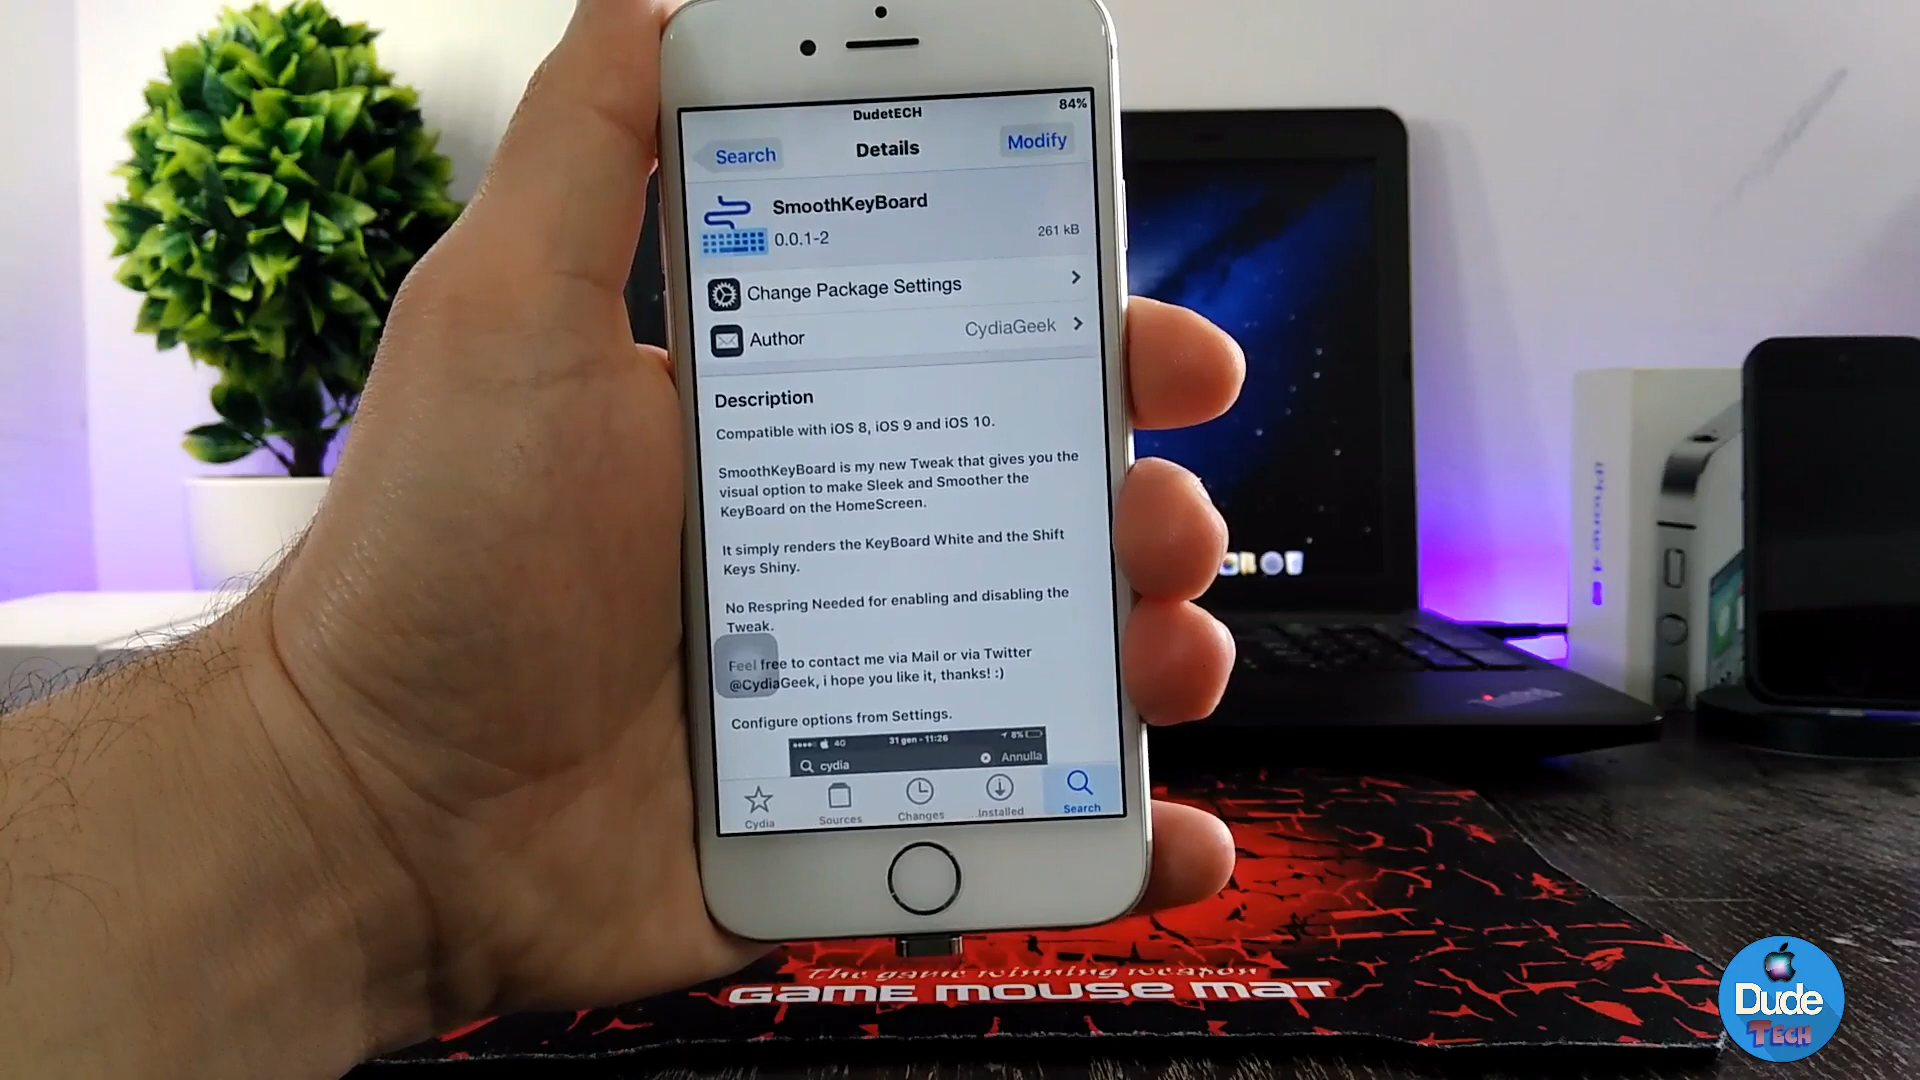 DudetECH
84%
Search
Details
Modify
SmoothKeyBoard
0.0.1-2
261 kB
Change Package Settings
Author
CydiaGeek
Description
Compatible with iOS 8, iOS 9 and iOS 10.
SmoothKeyBoard is my new Tweak that gives you the
visual option to make Sleek and Smoother the
KeyBoard on the HomeScreen.
It simply renders the KeyBoard White and the Shift
Keys Shiny.
No Respring Needed for enabling and disabling the
Tweak.
Feel free to contact me via Mail or via Twitter
@CydiaGeek, i hope you like it, thanks! :)
Configure options from Settings.
4G
31 gen - 11:26
8%
cydia
Annulla
Cydia
Sources
Changes
Installed
Search
iPhone 4
The game winning weapon
GAME MOUSE MAT
Dude
TECH